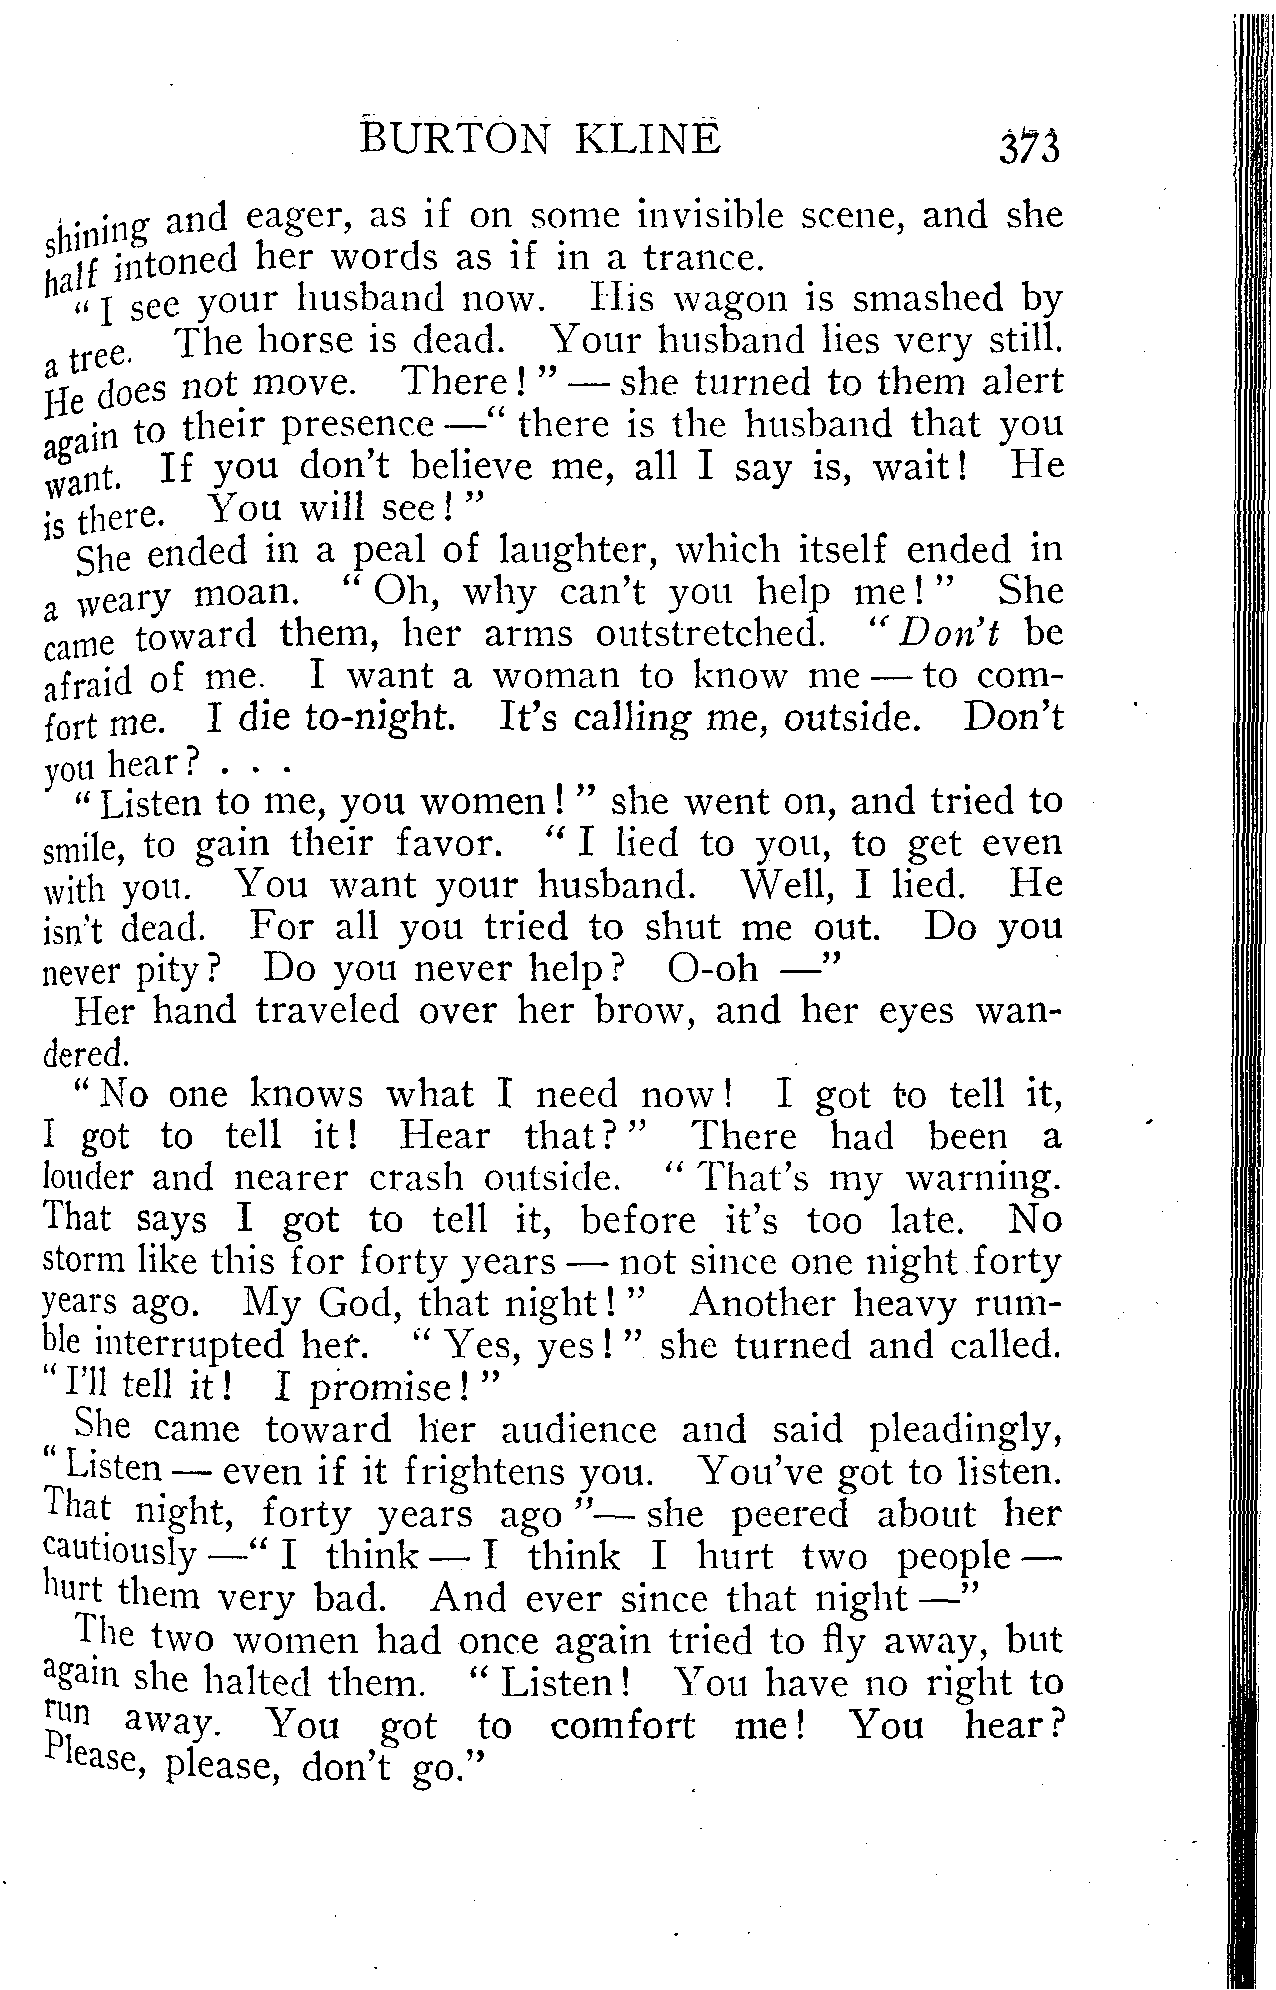 BURTON KLINE 373
shining and eager, as if on some invisible scene, and she
half intoned her words as if in a trance.
“ I see your husband now. His wagon is smashed by
a tree. The horse is dead. Your husband lies very still.
He does not move. There ! ” — she turned to them alert
again to their presence —“ there is the husband that you
want. If you don't believe me, all I say is, wait! He
is there. You will see! ”
She ended in a peal of laughter, which itself ended in
a weary moan. “ Oh, why can't you help me! ” She
came toward them, her arms outstretched. “ Don't be
afraid of me. I want a woman to know me — to com-
fort me. I die to-night. It's calling me, outside. Don't
you hear? . . .
“ Listen to me, you women ! ” she went on, and tried to
smile, to gain their favor. “ I lied to you, to get even
with you. You want your husband. Well, I lied. He
isn't dead. For all you tried to shut me out. Do you
never pity? Do you never help? O-oh —”
Her hand traveled over her brow, and her eyes wan-
dered.
“ No one knows what I need now! I got to tell it,
I got to tell it! Hear that? ” There had been a
louder and nearer crash outside. “ That's my warning.
That says I got to tell it, before it's too late. No
storm like this for forty years — not since one night forty
years ago. My God, that night! ” Another heavy rum-
ble interrupted her. “ Yes, yes! ” she turned and called.
“ I'll tell it! I promise! ”
She came toward her audience and said pleadingly,
“ Listen — even if it frightens you. You've got to listen.
That night, forty years ago ”— she peered about her
cautiously —“ I think — I think I hurt two people —
hurt them very bad. And ever since that night —”
The two women had once again tried to fly away, but
again she halted them. “ Listen! You have no right to
run away. You got to comfort me! You hear?
Please, please, don't go.”